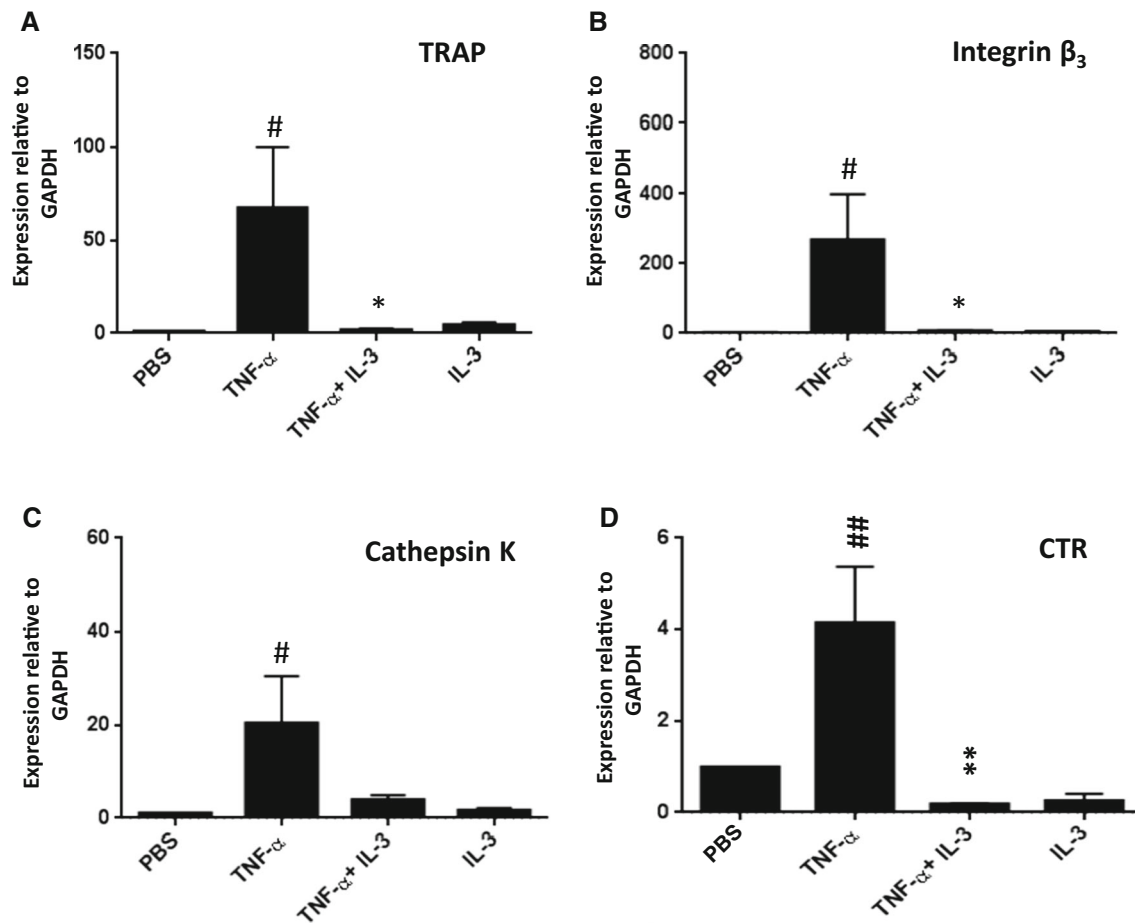 A
TRAP
Expression relative to
GAPDH
150
100
50
0
#
*
PBS
TNF-α
TNF-α+ IL-3
IL-3
B
Integrin β₃
Expression relative to
GAPDH
800
600
400
200
0
#
*
PBS
TNF-α
TNF-α+ IL-3
IL-3
C
Cathepsin K
Expression relative to
GAPDH
60
40
20
0
#
PBS
TNF-α
TNF-α+ IL-3
IL-3
D
CTR
Expression relative to
GAPDH
6
4
2
0
##
**
PBS
TNF-α
TNF-α+ IL-3
IL-3